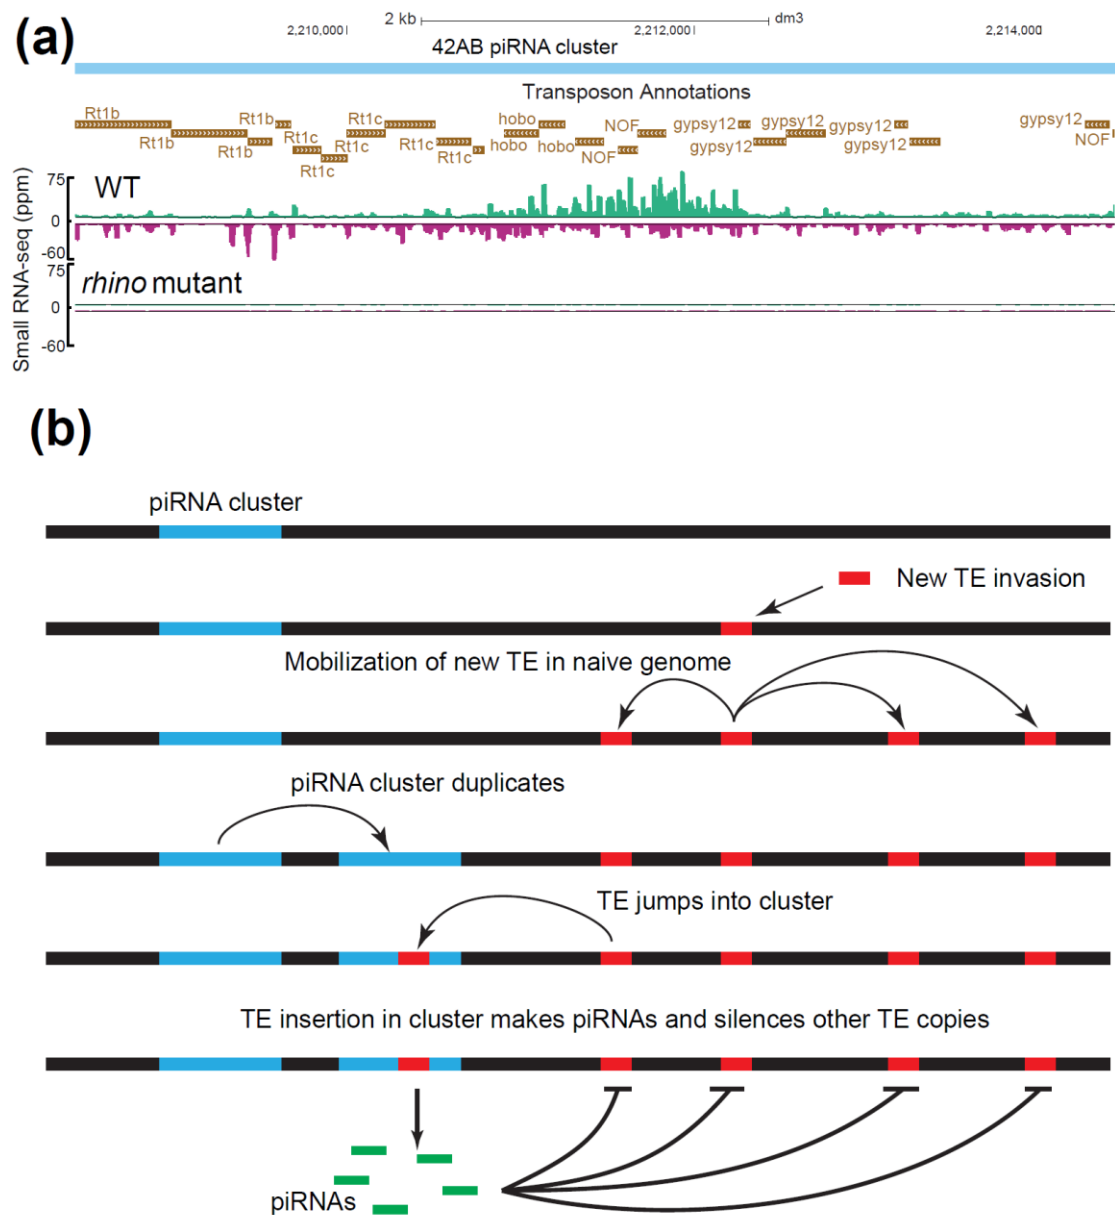 (a)
2 kb dm3
2,210,000 2,212,000 2,214,000
42AB piRNA cluster
Transposon Annotations
Rt1b Rt1b Rt1c hobo NOF gypsy12 gypsy12 gypsy12 gypsy12
Rt1b Rt1b Rt1c Rt1c Rt1c Rt1c Rt1c hobo hobo NOF gypsy12 gypsy12 NOF
75
WT
0
-60
75
rhino mutant
0
-60
Small RNA-seq (ppm)
(b)
piRNA cluster
New TE invasion
Mobilization of new TE in naive genome
piRNA cluster duplicates
TE jumps into cluster
TE insertion in cluster makes piRNAs and silences other TE copies
piRNAs